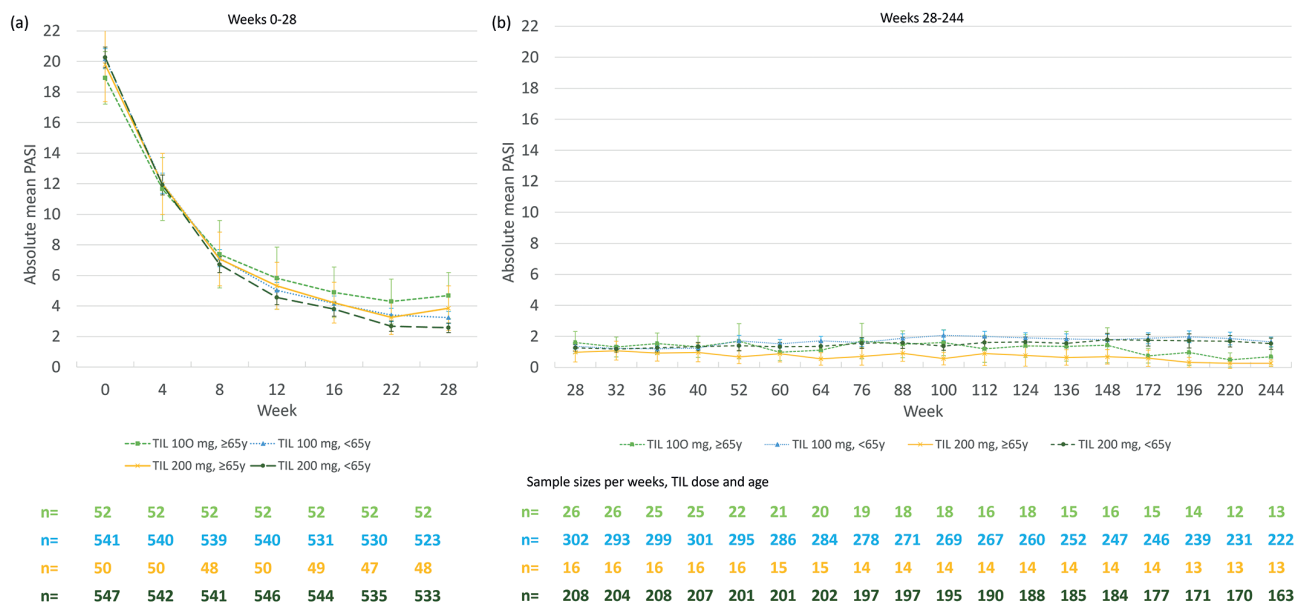 (a)
Weeks 0-28
22
20
18
16
14
12
10
8
6
4
2
0
Absolute mean PASI
0 4 8 12 16 22 28
Week
TIL 10O mg, ≥65y TIL 100 mg, <65y
TIL 200 mg, ≥65y TIL 200 mg, <65y
n= 52 52 52 52 52 52 52
n= 541 540 539 540 531 530 523
n= 50 50 48 50 49 47 48
n= 547 542 541 546 544 535 533
(b)
Weeks 28-244
22
20
18
16
14
12
10
8
6
4
2
0
Absolute mean PASI
28 32 36 40 52 60 64 76 88 100 112 124 136 148 172 196 220 244
Week
TIL 10O mg, ≥65y TIL 100 mg, <65y TIL 200 mg, ≥65y TIL 200 mg, <65y
Sample sizes per weeks, TIL dose and age
n= 26 26 25 25 22 21 20 19 18 18 16 18 15 16 15 14 12 13
n= 302 293 299 301 295 286 284 278 271 269 267 260 252 247 246 239 231 222
n= 16 16 16 16 16 15 15 14 14 14 14 14 14 14 14 13 13 13
n= 208 204 208 207 201 201 202 197 197 195 190 188 185 184 177 171 170 163